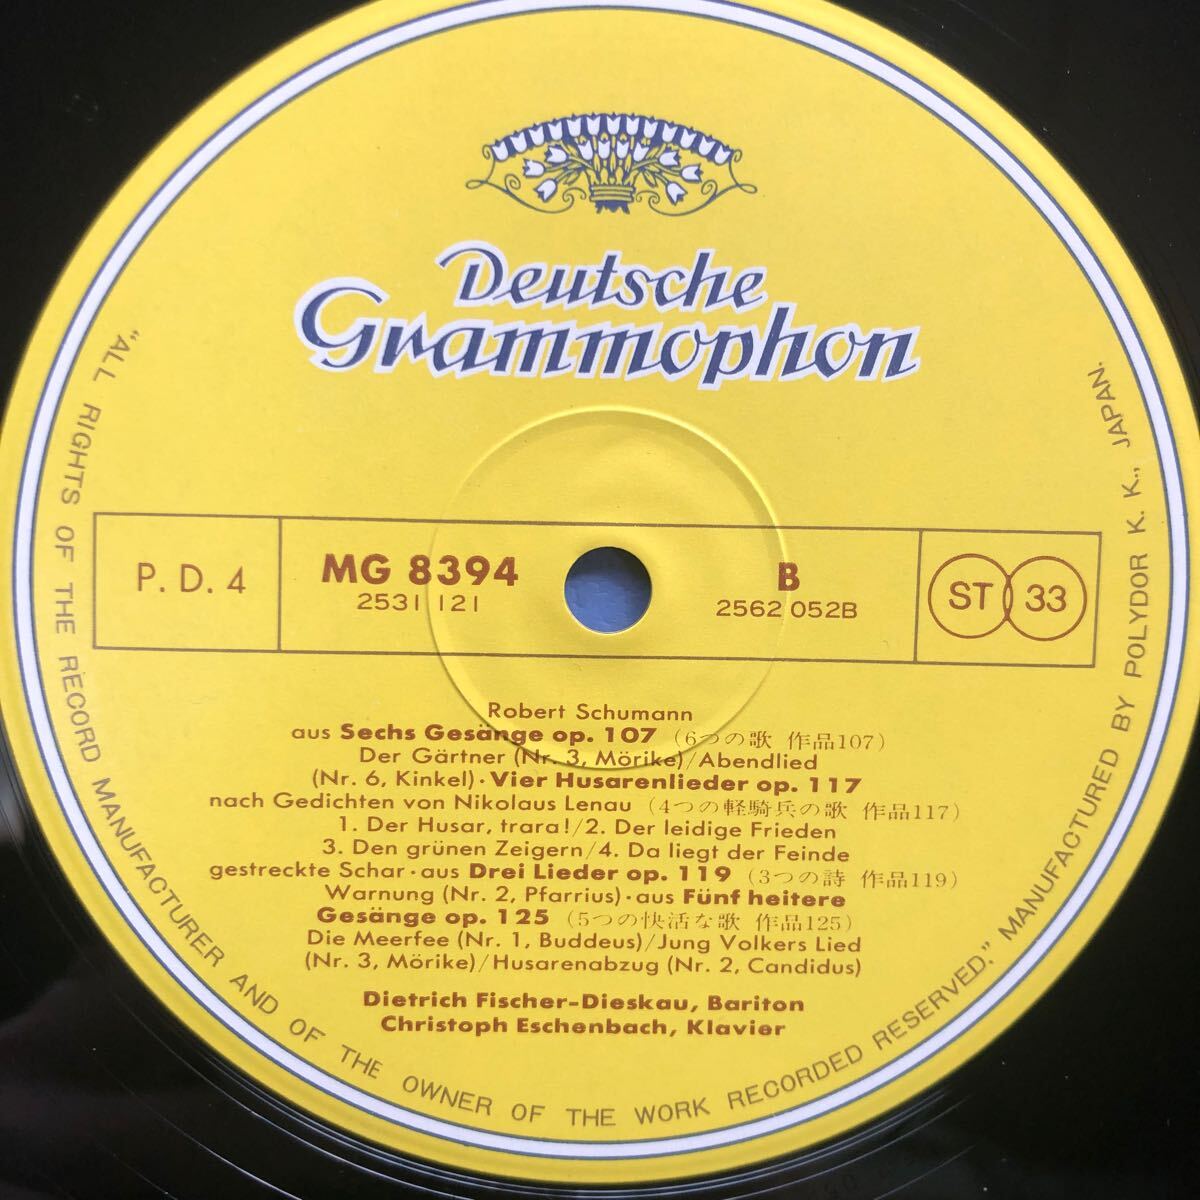 Deutsche
Grammophon
P.D.4
MG 8394
2531 121
B
2562 052B
ST 33
Robert Schumann
aus Sechs Gesänge op. 107 (6つの歌 作品107)
Der Gärtner (Nr. 3, Mörike)/Abendlied
(Nr. 6, Kinkel)·Vier Husarenlieder op. 117
nach Gedichten von Nikolaus Lenau (4つの軽騎兵の歌 作品117)
1. Der Husar, trara!/2. Der leidige Frieden
3. Den grünen Zeigern/4. Da liegt der Feinde
gestreckte Schar·aus Drei Lieder op. 119 (3つの詩 作品119)
Warnung (Nr. 2, Pfarrius)·aus Fünf heitere
Gesänge op. 125 (5つの快活な歌 作品125)
Die Meerfee (Nr. 1, Buddeus)/Jung Volkers Lied
(Nr. 3, Mörike)/Husarenabzug (Nr. 2, Candidus)
Dietrich Fischer-Dieskau, Bariton
Christoph Eschenbach, Klavier
"ALL RIGHTS OF THE RECORD MANUFACTURER AND OF THE OWNER OF THE WORK RECORDED RESERVED." MANUFACTURED BY POLYDOR K. K., JAPAN.